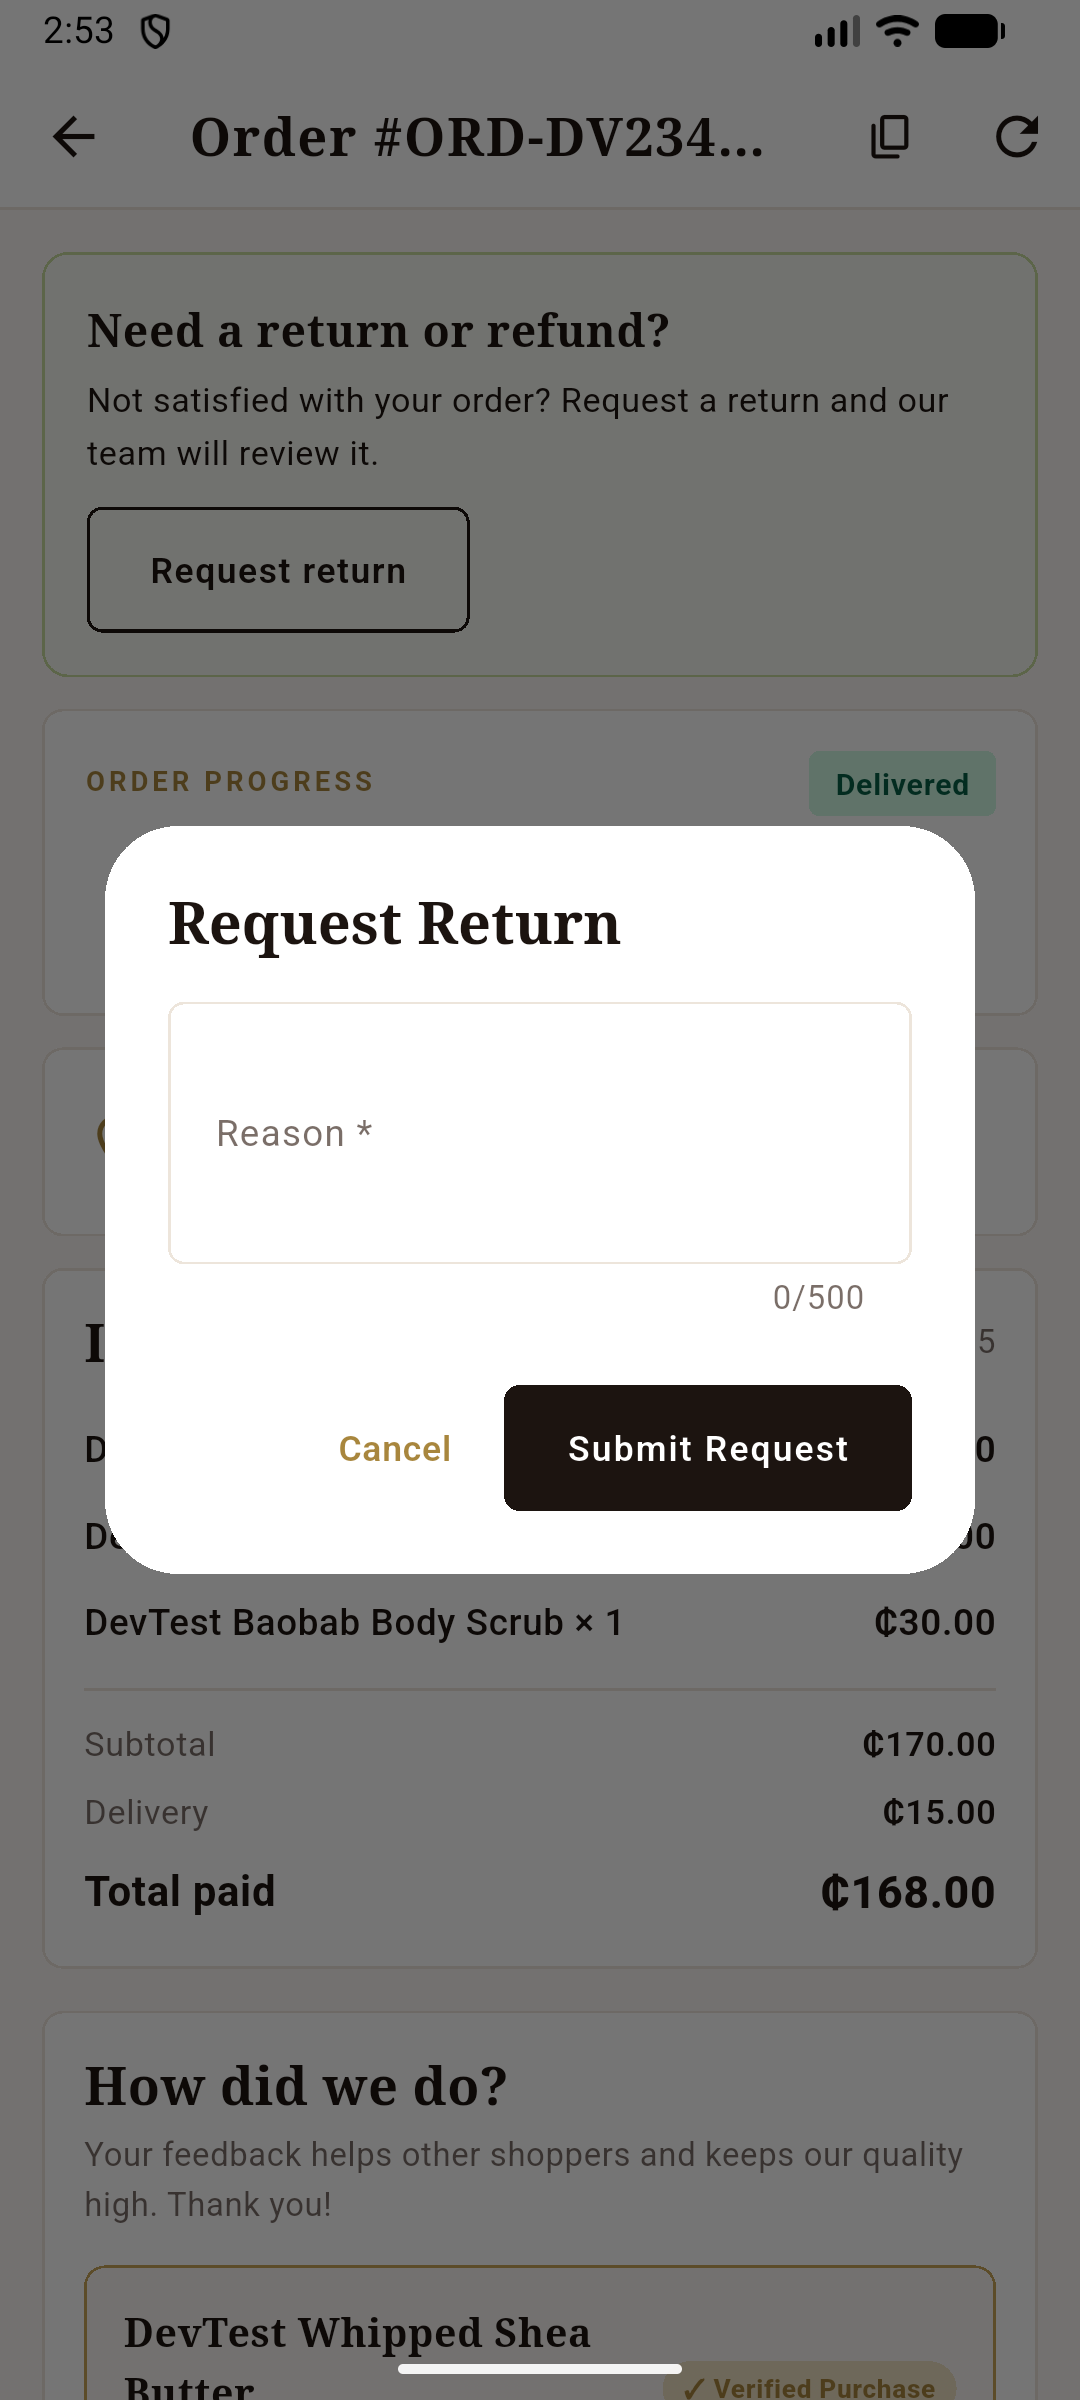 2:53
Order #ORD-DV234...
Need a return or refund?
Not satisfied with your order? Request a return and our
team will review it.
Request return
ORDER PROGRESS
Delivered
Request Return
Reason *
0/500
Cancel
Submit Request
DevTest Baobab Body Scrub × 1 ₵30.00
Subtotal ₵170.00
Delivery ₵15.00
Total paid ₵168.00
How did we do?
Your feedback helps other shoppers and keeps our quality
high. Thank you!
DevTest Whipped Shea
Butter
✓ Verified Purchase